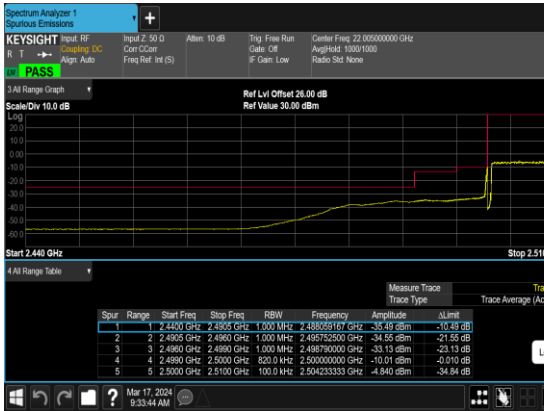 Spectrum Analyzer 1
Spurious Emissions
+
KEYSIGHT Input: RF
R T Coupling: DC
Align: Auto
Input Z: 50 Ω
Corr CCorr
Freq Ref: Int (S)
Atten: 10 dB
Trig: Free Run
Gate: Off
IF Gain: Low
Center Freq: 22.005000000 GHz
Avg|Hold: 1000/1000
Radio Std: None
LXI PASS
3 All Range Graph
Scale/Div 10.0 dB
Ref Lvl Offset 26.00 dB
Ref Value 30.00 dBm
Log
20.0
10.0
0.00
-10.0
-20.0
-30.0
-40.0
-50.0
-60.0
Start 2.440 GHz Stop 2.510
4 All Range Table
Measure Trace Tra
Trace Type Trace Average (Ac
Spur Range Start Freq Stop Freq RBW Frequency Amplitude ΔLimit
1 1 2.4400 GHz 2.4905 GHz 1.000 MHz 2.488059167 GHz -35.49 dBm -10.49 dB
2 2 2.4905 GHz 2.4960 GHz 1.000 MHz 2.495752500 GHz -34.55 dBm -21.55 dB
3 3 2.4960 GHz 2.4990 GHz 1.000 MHz 2.498790000 GHz -33.13 dBm -23.13 dB
4 4 2.4990 GHz 2.5000 GHz 820.0 kHz 2.500000000 GHz -10.01 dBm -0.010 dB
5 5 2.5000 GHz 2.5100 GHz 100.0 kHz 2.504233333 GHz -4.840 dBm -34.84 dB
L
?
Mar 17, 2024
9:33:44 AM